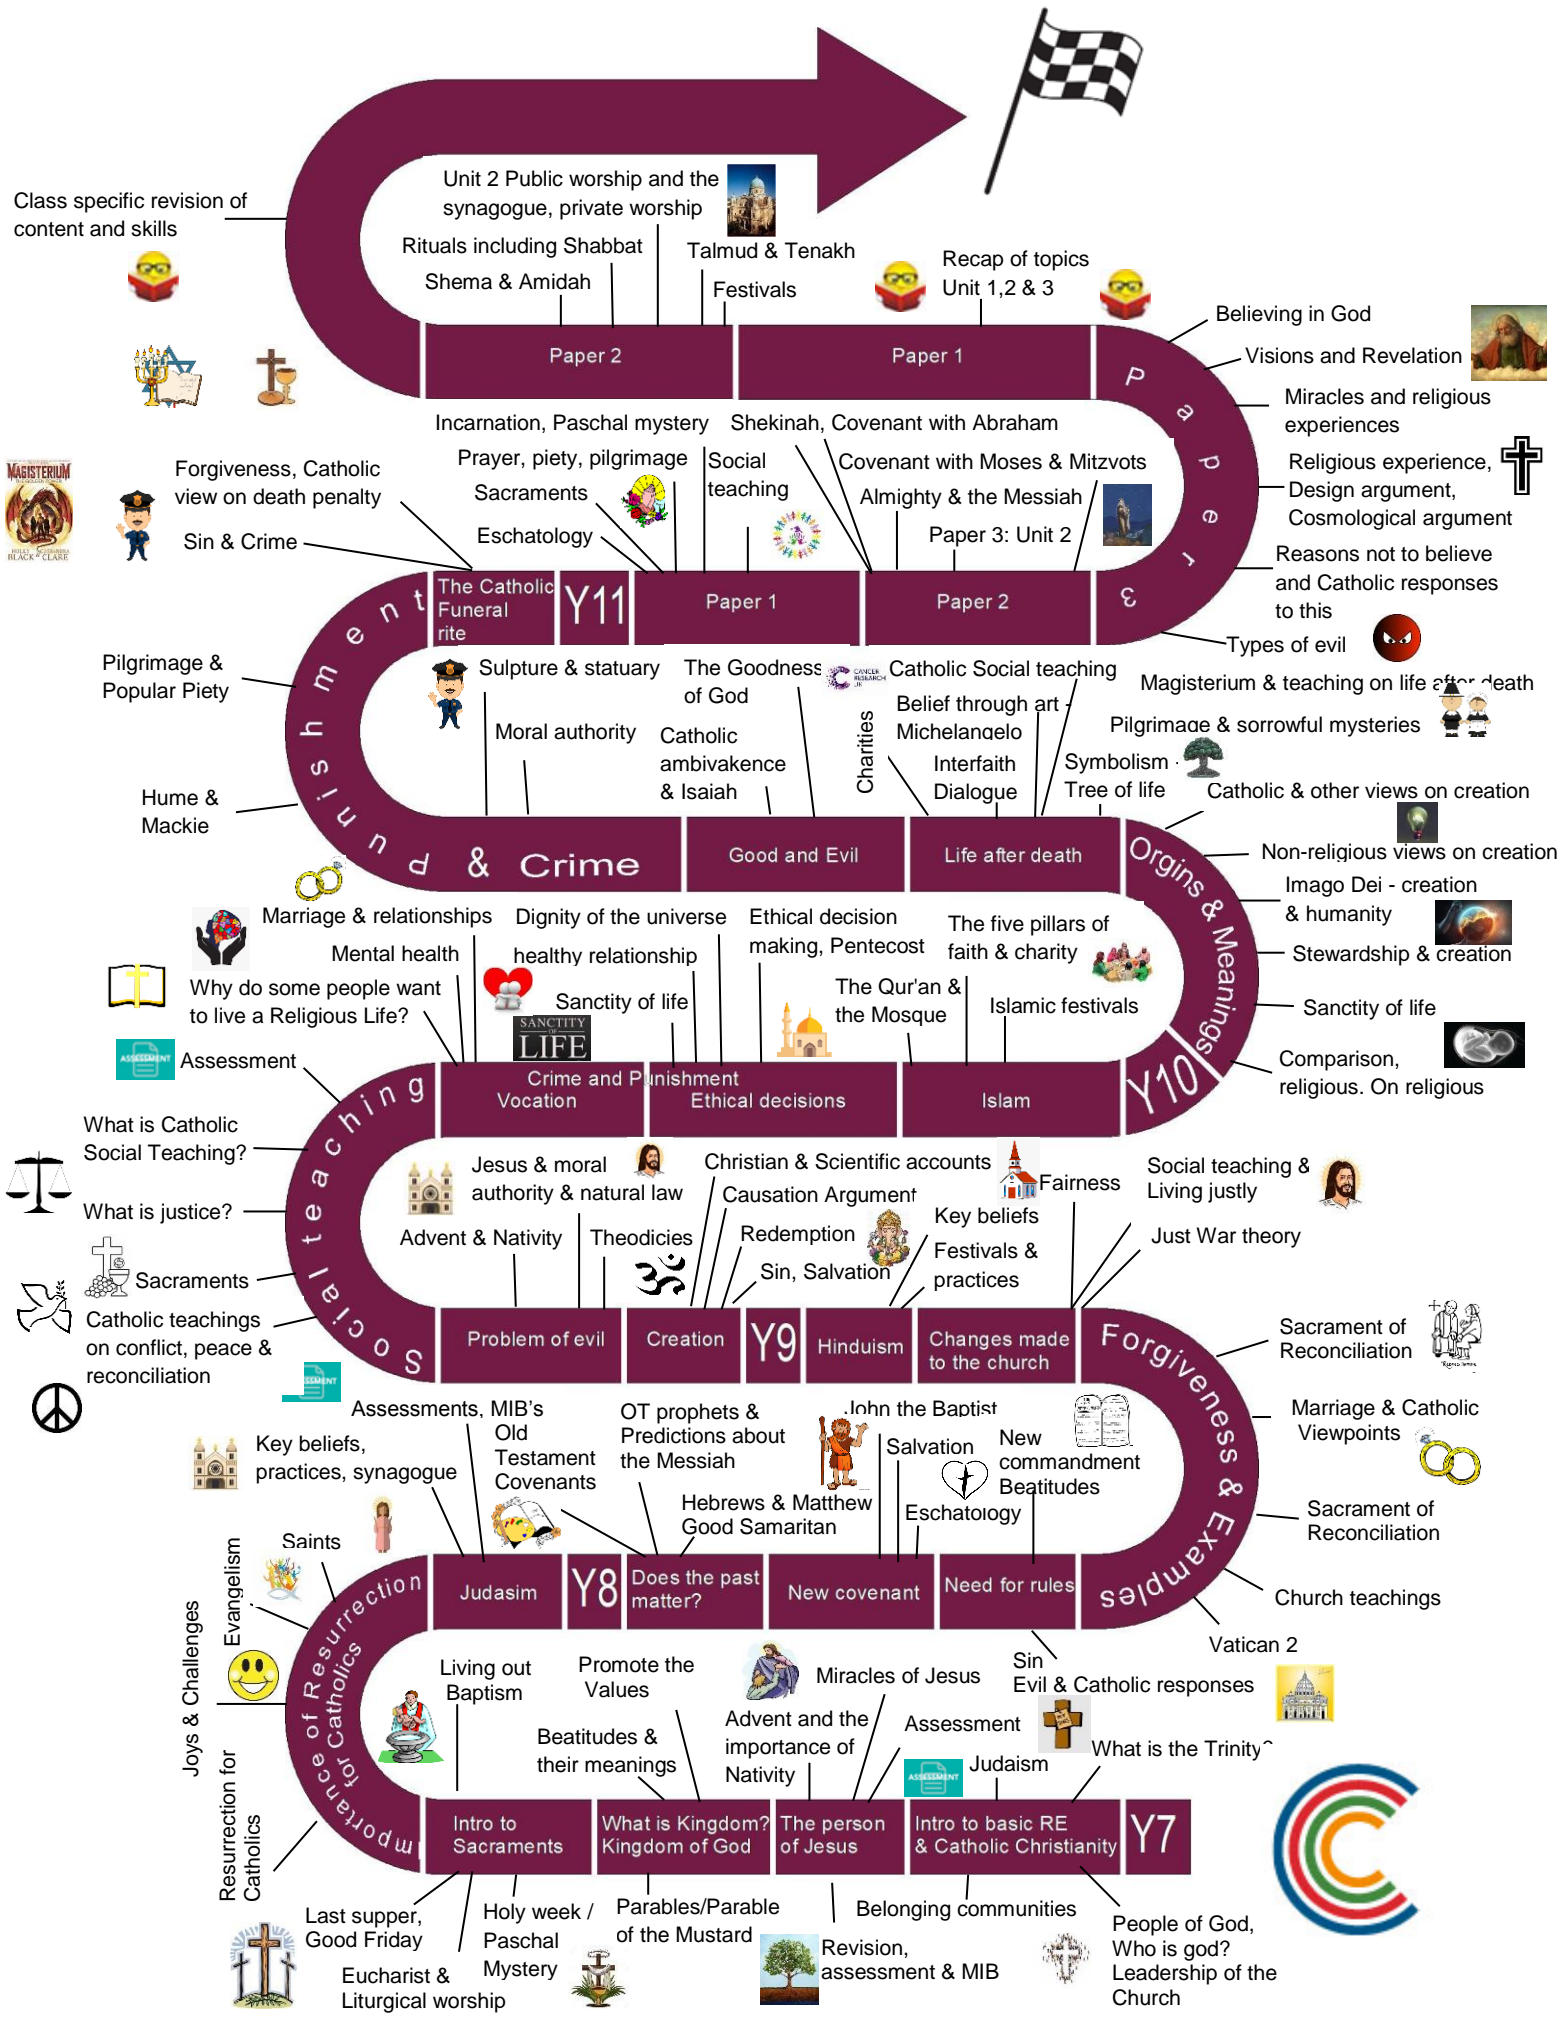 Class specific revision of
content and skills
Unit 2 Public worship and the
synagogue, private worship
Rituals including Shabbat
Shema & Amidah
Talmud & Tenakh
Festivals
Recap of topics
Unit 1,2 & 3
Believing in God
Visions and Revelation
Miracles and religious
experiences
Religious experience,
Design argument,
Cosmological argument
Reasons not to believe
and Catholic responses
to this
Types of evil
Paper 2
Paper 1
Paper 3
Incarnation, Paschal mystery
Prayer, piety, pilgrimage
Sacraments
Eschatology
Social
teaching
Shekinah, Covenant with Abraham
Covenant with Moses & Mitzvots
Almighty & the Messiah
Paper 3: Unit 2
MAGISTERIUM
HOLLY CASSANDRA
BLACK & CLARE
Forgiveness, Catholic
view on death penalty
Sin & Crime
The Catholic
Funeral
rite
Y11
Paper 1
Paper 2
Pilgrimage &
Popular Piety
Hume &
Mackie
Sulpture & statuary
Moral authority
The Goodness
of God
Catholic
ambivakence
& Isaiah
CANCER
RESEARCH
UK
Charities
Catholic Social teaching
Belief through art -
Michelangelo
Interfaith
Dialogue
Magisterium & teaching on life after death
Pilgrimage & sorrowful mysteries
Symbolism -
Tree of life
Catholic & other views on creation
Non-religious views on creation
Imago Dei - creation
& humanity
Stewardship & creation
Sanctity of life
Comparison,
religious. On religious
Crime & Punishment
Good and Evil
Life after death
Orgins & Meanings
Y10
Marriage & relationships
Mental health
Why do some people want
to live a Religious Life?
Dignity of the universe
healthy relationship
Sanctity of life
SANCTITY
OF
LIFE
Ethical decision
making, Pentecost
The Qur'an &
the Mosque
The five pillars of
faith & charity
Islamic festivals
ASSESSMENT
Assessment
Crime and Punishment
Vocation
Ethical decisions
Islam
What is Catholic
Social Teaching?
What is justice?
Sacraments
Catholic teachings
on conflict, peace &
reconciliation
Social teaching
Jesus & moral
authority & natural law
Advent & Nativity
Theodicies
Christian & Scientific accounts
Causation Argument
Redemption
Sin, Salvation
ॐ
Key beliefs
Festivals &
practices
Fairness
Social teaching &
Living justly
Just War theory
Problem of evil
Creation
Y9
Hinduism
Changes made
to the church
Forgiveness & Examples
Sacrament of
Reconciliation
Marriage & Catholic
Viewpoints
Sacrament of
Reconciliation
Church teachings
Vatican 2
Assessments, MIB's
Key beliefs,
practices, synagogue
Old
Testament
Covenants
OT prophets &
Predictions about
the Messiah
Hebrews & Matthew
Good Samaritan
John the Baptist
Salvation
Eschatology
New
commandment
Beatitudes
Judasim
Y8
Does the past
matter?
New covenant
Need for rules
Sin
Evil & Catholic responses
Saints
Evangelism
Joys & Challenges
Resurrection for
Catholics
Importance of Resurrection
for Catholics
Living out
Baptism
Promote the
Values
Beatitudes &
their meanings
Miracles of Jesus
Advent and the
importance of
Nativity
Assessment
ASSESSMENT
Judaism
What is the Trinity?
Intro to
Sacraments
What is Kingdom?
Kingdom of God
The person
of Jesus
Intro to basic RE
& Catholic Christianity
Y7
Last supper,
Good Friday
Eucharist &
Liturgical worship
Holy week /
Paschal
Mystery
Parables/Parable
of the Mustard
Revision,
assessment & MIB
Belonging communities
People of God,
Who is god?
Leadership of the
Church